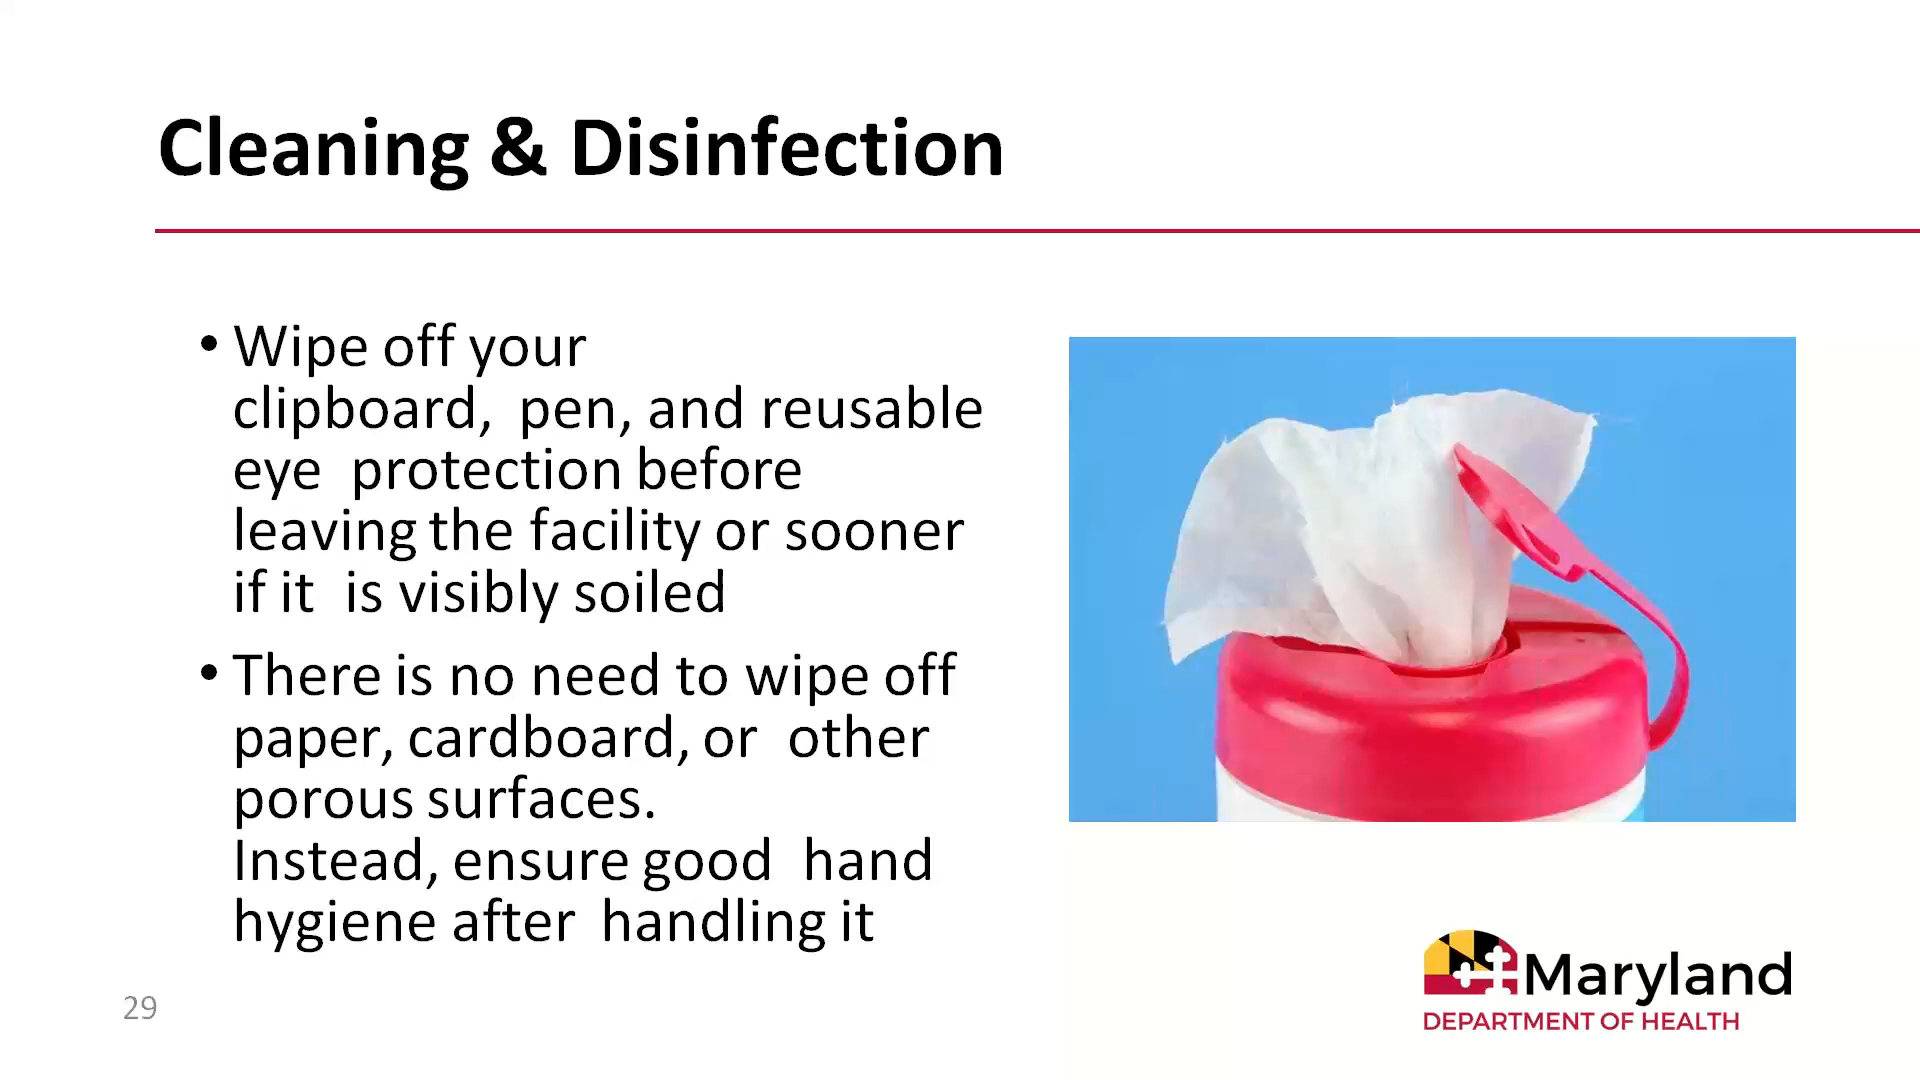 Cleaning & Disinfection
• Wipe off your
clipboard, pen, and reusable
eye protection before
leaving the facility or sooner
if it is visibly soiled
• There is no need to wipe off
paper, cardboard, or other
porous surfaces.
Instead, ensure good hand
hygiene after handling it
29
Maryland
DEPARTMENT OF HEALTH